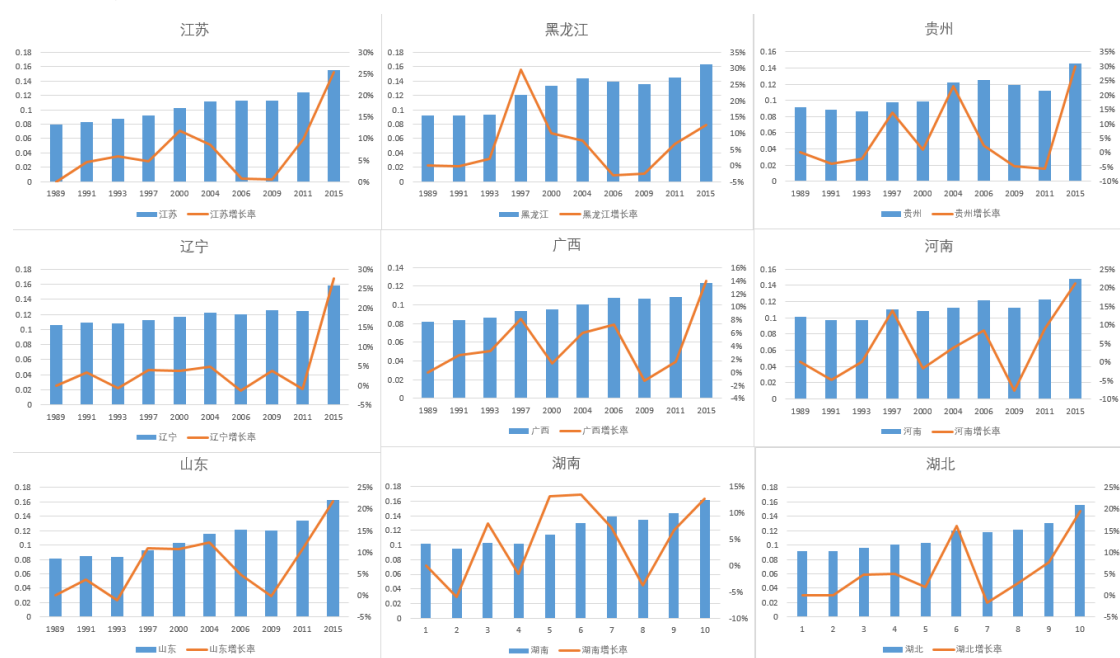 江苏
0.18 0.16 0.14 0.12 0.1 0.08 0.06 0.04 0.02 0
30% 25% 20% 15% 10% 5% 0%
1989 1991 1993 1997 2000 2004 2006 2009 2011 2015
江苏 江苏增长率
黑龙江
0.18 0.16 0.14 0.12 0.1 0.08 0.06 0.04 0.02 0
35% 30% 25% 20% 15% 10% 5% 0% -5%
1989 1991 1993 1997 2000 2004 2006 2009 2011 2015
黑龙江 黑龙江增长率
贵州
0.16 0.14 0.12 0.1 0.08 0.06 0.04 0.02 0
35% 30% 25% 20% 15% 10% 5% 0% -5% -10%
1989 1991 1993 1997 2000 2004 2006 2009 2011 2015
贵州 贵州增长率
辽宁
0.18 0.16 0.14 0.12 0.1 0.08 0.06 0.04 0.02 0
30% 25% 20% 15% 10% 5% 0% -5%
1989 1991 1993 1997 2000 2004 2006 2009 2011 2015
辽宁 辽宁增长率
广西
0.14 0.12 0.1 0.08 0.06 0.04 0.02 0
16% 14% 12% 10% 8% 6% 4% 2% 0% -2% -4%
1989 1991 1993 1997 2000 2004 2006 2009 2011 2015
广西 广西增长率
河南
0.16 0.14 0.12 0.1 0.08 0.06 0.04 0.02 0
25% 20% 15% 10% 5% 0% -5% -10%
1989 1991 1993 1997 2000 2004 2006 2009 2011 2015
河南 河南增长率
山东
0.18 0.16 0.14 0.12 0.1 0.08 0.06 0.04 0.02 0
25% 20% 15% 10% 5% 0% -5%
1989 1991 1993 1997 2000 2004 2006 2009 2011 2015
山东 山东增长率
湖南
0.18 0.16 0.14 0.12 0.1 0.08 0.06 0.04 0.02 0
15% 10% 5% 0% -5% -10%
1 2 3 4 5 6 7 8 9 10
湖南 湖南增长率
湖北
0.18 0.16 0.14 0.12 0.1 0.08 0.06 0.04 0.02 0
25% 20% 15% 10% 5% 0% -5%
1 2 3 4 5 6 7 8 9 10
湖北 湖北增长率